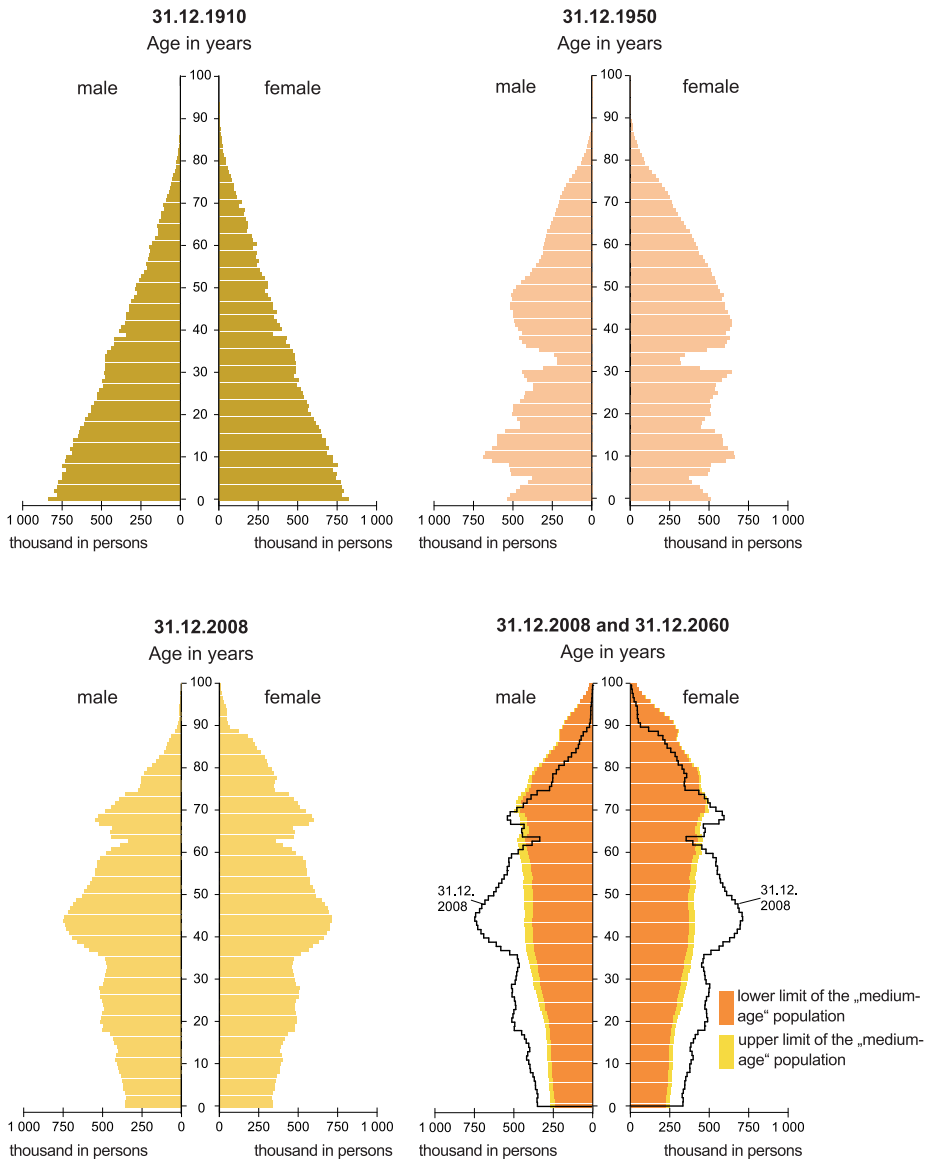 31.12.1910
Age in years
male
female
100
90
80
70
60
50
40
30
20
10
0
1 000 750 500 250 0
0 250 500 750 1 000
thousand in persons
thousand in persons
31.12.1950
Age in years
male
female
100
90
80
70
60
50
40
30
20
10
0
1 000 750 500 250 0
0 250 500 750 1 000
thousand in persons
thousand in persons
31.12.2008
Age in years
male
female
100
90
80
70
60
50
40
30
20
10
0
1 000 750 500 250 0
0 250 500 750 1 000
thousand in persons
thousand in persons
31.12.2008 and 31.12.2060
Age in years
male
female
100
90
80
70
60
50
40
30
20
10
0
31.12.
2008
31.12.
2008
1 000 750 500 250 0
0 250 500 750 1 000
thousand in persons
thousand in persons
lower limit of the „medium-
age“ population
upper limit of the „medium-
age“ population